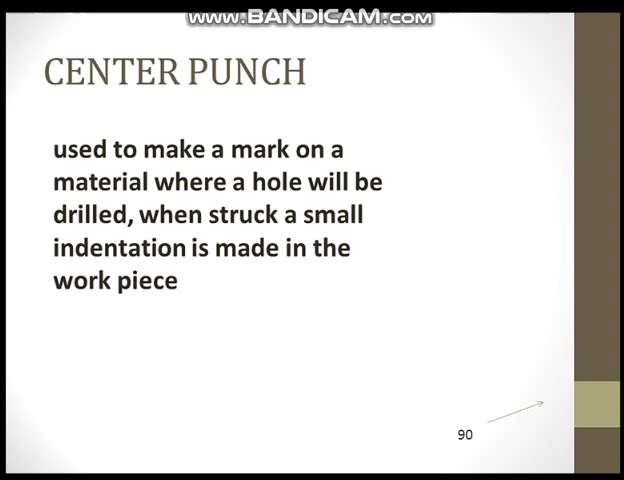 www.BANDICAM.com
CENTER PUNCH
used to make a mark on a
material where a hole will be
drilled, when struck a small
indentation is made in the
work piece
90